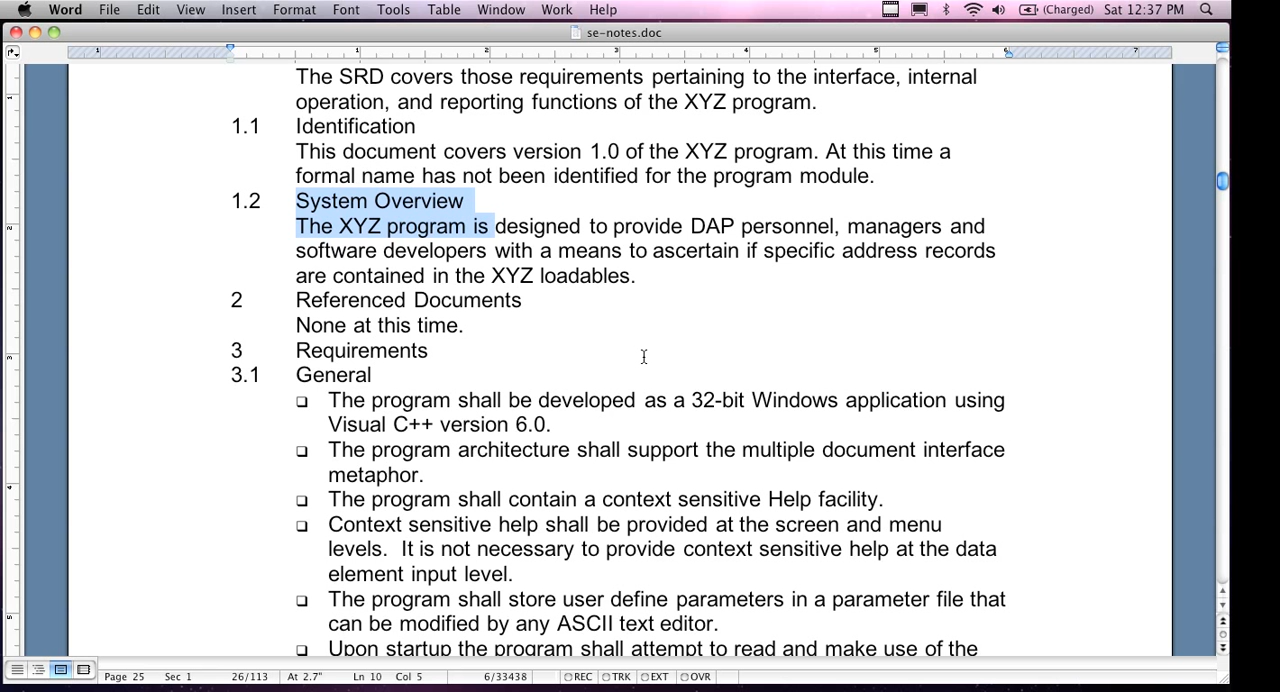 Word File Edit View Insert Format Font Tools Table Window Work Help (Charged) Sat 12:37 PM
se-notes.doc
1 1 2 3 4 5 6 7
The SRD covers those requirements pertaining to the interface, internal
operation, and reporting functions of the XYZ program.
1.1 Identification
This document covers version 1.0 of the XYZ program. At this time a
formal name has not been identified for the program module.
1.2 System Overview
The XYZ program is designed to provide DAP personnel, managers and
software developers with a means to ascertain if specific address records
are contained in the XYZ loadables.
2 Referenced Documents
None at this time.
3 Requirements
3.1 General
❑ The program shall be developed as a 32-bit Windows application using
Visual C++ version 6.0.
❑ The program architecture shall support the multiple document interface
metaphor.
❑ The program shall contain a context sensitive Help facility.
❑ Context sensitive help shall be provided at the screen and menu
levels.  It is not necessary to provide context sensitive help at the data
element input level.
❑ The program shall store user define parameters in a parameter file that
can be modified by any ASCII text editor.
❑ Upon startup the program shall attempt to read and make use of the
Page 25 Sec 1 26/113 At 2.7" Ln 10 Col 5 6/33438 REC TRK EXT OVR